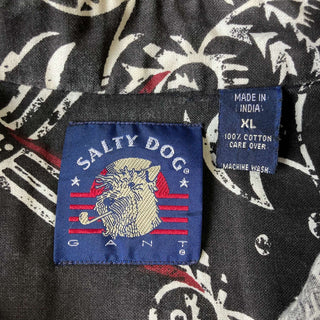 SALTY DOG®
GANT®
MADE IN
INDIA
XL
100% COTTON
CARE OVER
MACHINE WASH.